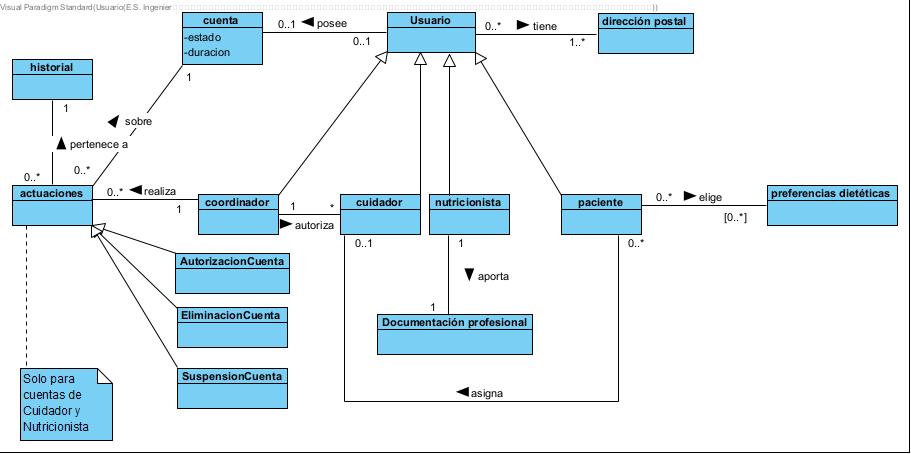 Visual Paradigm Standard(Usuario(E.S. Ingenier
))
cuenta
-estado
-duracion
0..1
posee
0..1
Usuario
0..*
tiene
1..*
dirección postal
historial
1
1
sobre
pertenece a
0..*
0..*
actuaciones
0..*
realiza
1
coordinador
1
*
autoriza
cuidador
0..1
nutricionista
1
paciente
0..*
0..*
elige
[0..*]
preferencias dietéticas
AutorizacionCuenta
aporta
EliminacionCuenta
1
Documentación profesional
SuspensionCuenta
asigna
Solo para
cuentas de
Cuidador y
Nutricionista